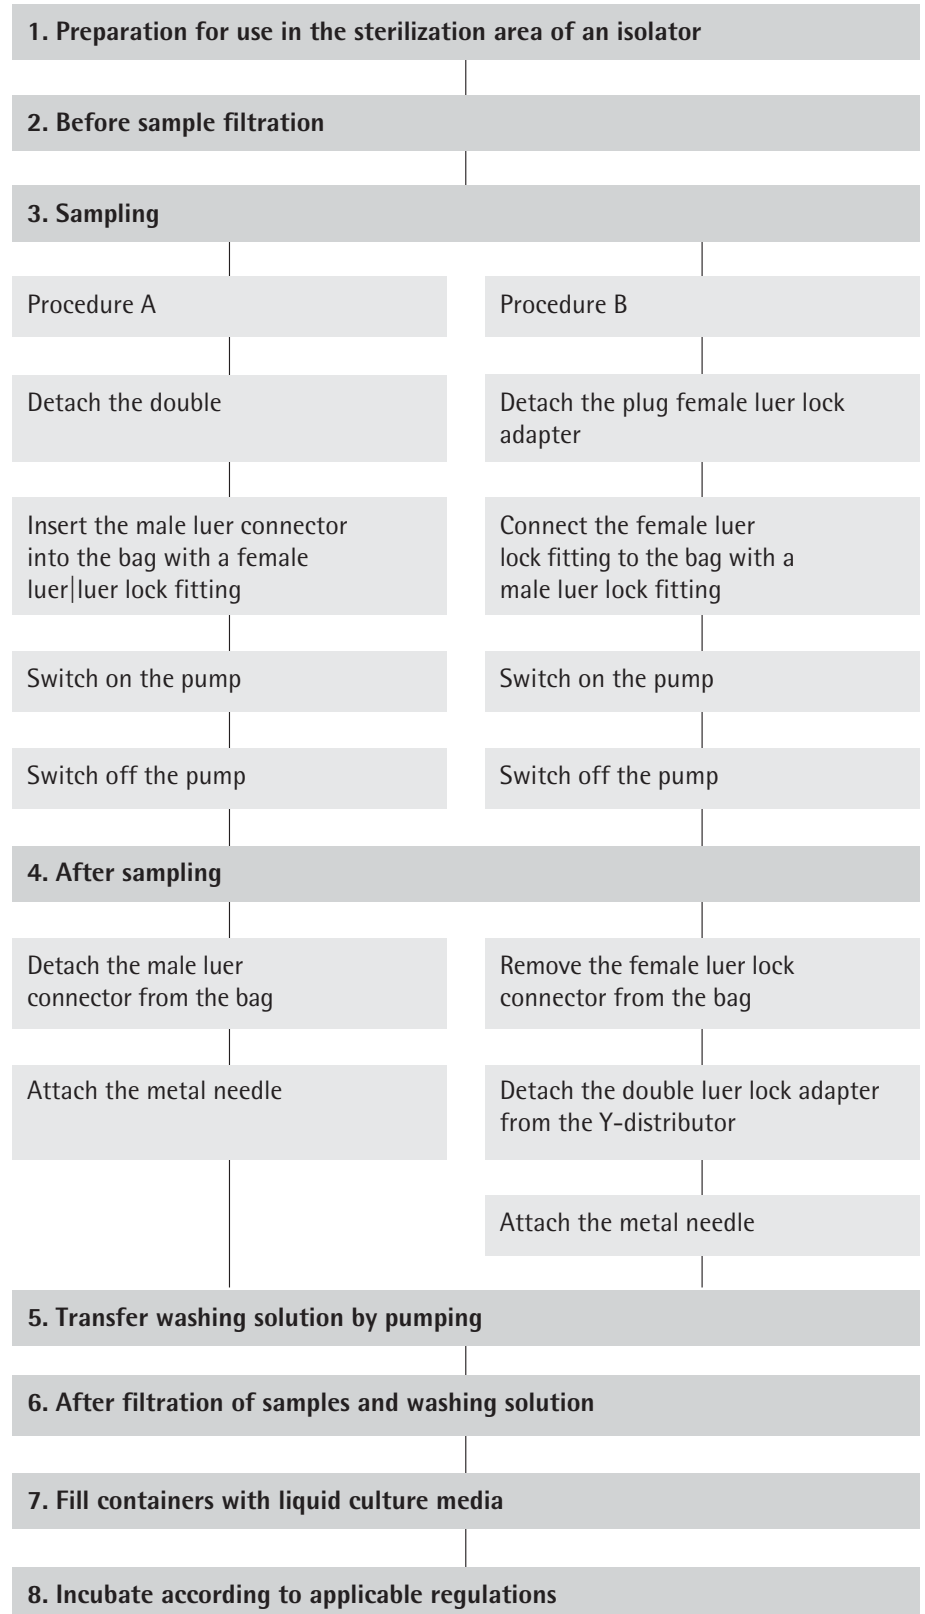 1. Preparation for use in the sterilization area of an isolator
2. Before sample filtration
3. Sampling
Procedure A
Detach the double
Insert the male luer connector
into the bag with a female
luer|luer lock fitting
Switch on the pump
Switch off the pump
Procedure B
Detach the plug female luer lock
adapter
Connect the female luer
lock fitting to the bag with a
male luer lock fitting
Switch on the pump
Switch off the pump
4. After sampling
Detach the male luer
connector from the bag
Attach the metal needle
Remove the female luer lock
connector from the bag
Detach the double luer lock adapter
from the Y-distributor
Attach the metal needle
5. Transfer washing solution by pumping
6. After filtration of samples and washing solution
7. Fill containers with liquid culture media
8. Incubate according to applicable regulations